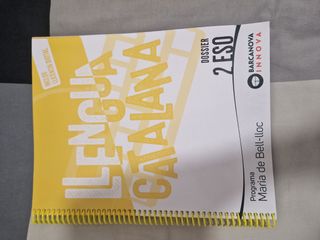 LLENGUA
CATALANA
DOSSIER
2 ESO
BARCANOVA
INNOVA
Programa
Maria de Bell-lloc